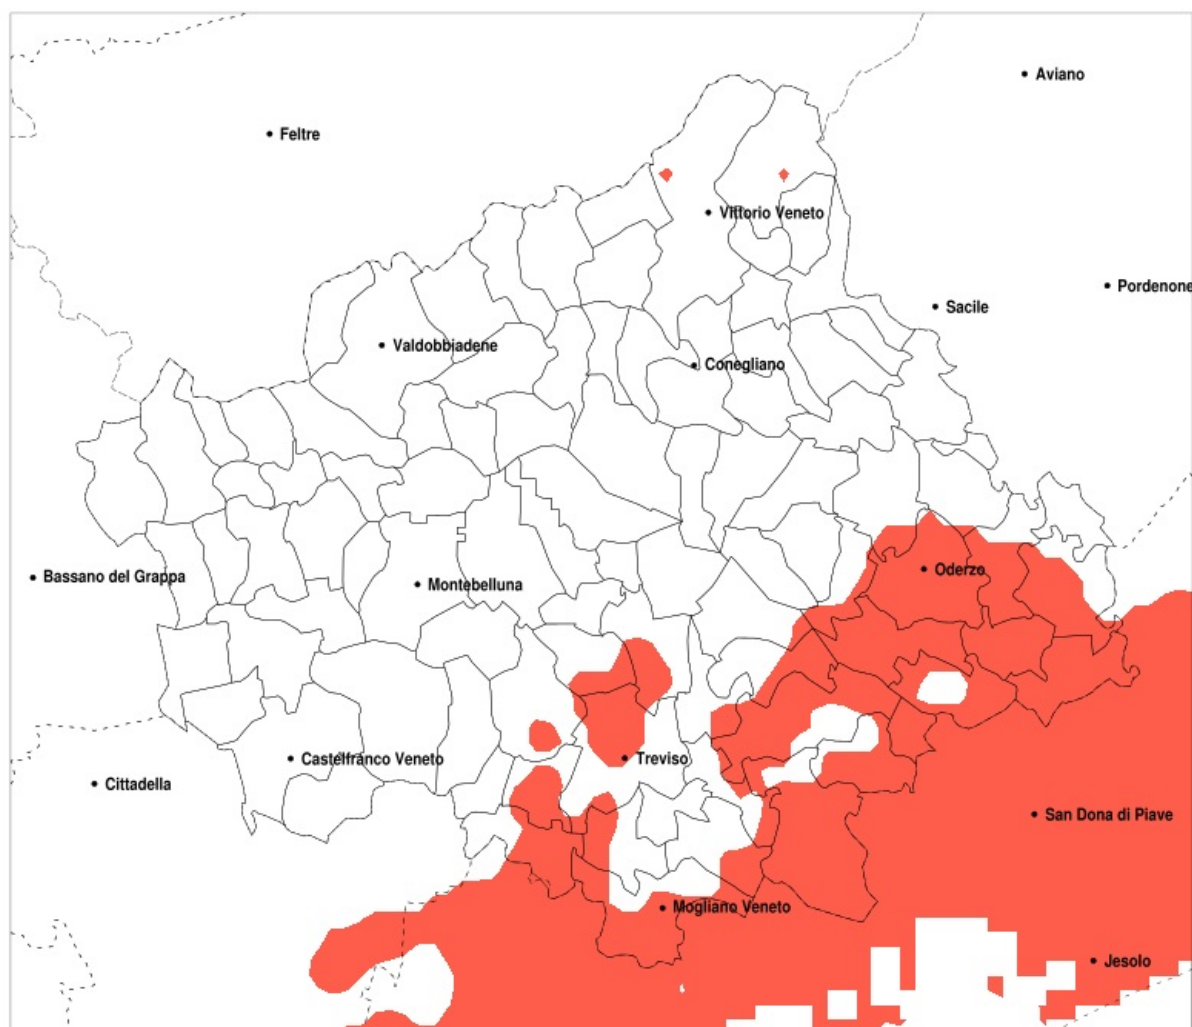 Aviano
Feltre
Vittorio Veneto
Pordenone
Sacile
Valdobbiadene
Conegliano
Oderzo
Bassano del Grappa
Montebelluna
Castelfranco Veneto
Treviso
Cittadella
San Dona di Piave
Mogliano Veneto
Jesolo